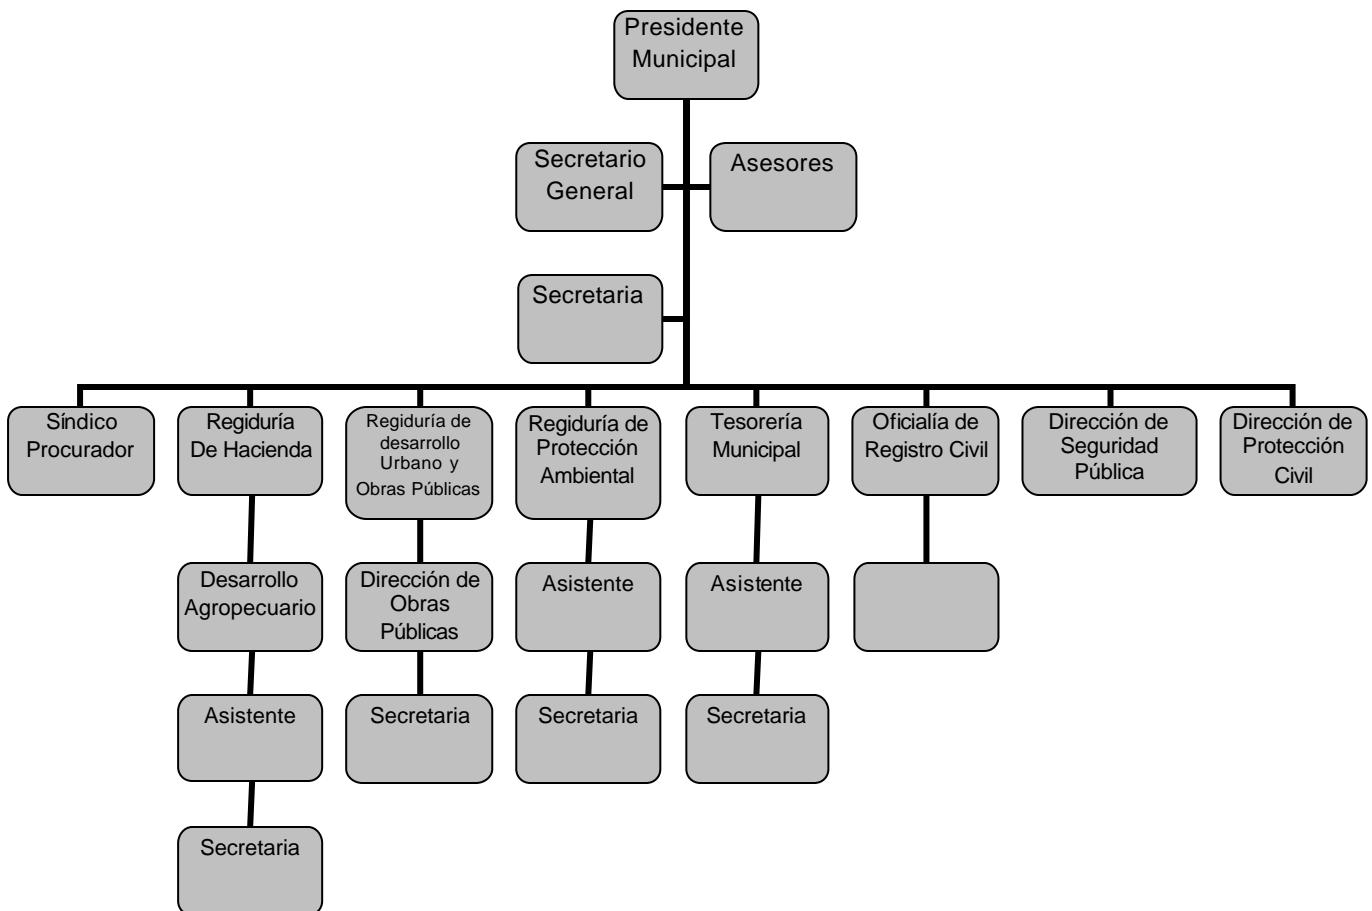 Presidente
Municipal
Secretario
General
Asesores
Secretaria
Síndico
Procurador
Regiduría
De Hacienda
Regiduría de
desarrollo
Urbano y
Obras Públicas
Regiduría de
Protección
Ambiental
Tesorería
Municipal
Oficialía de
Registro Civil
Dirección de
Seguridad
Pública
Dirección de
Protección
Civil
Desarrollo
Agropecuario
Dirección de
Obras
Públicas
Asistente
Asistente
Asistente
Secretaria
Secretaria
Secretaria
Secretaria